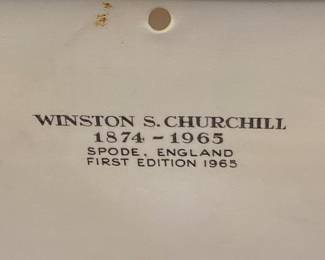 WINSTON S. CHURCHILL
1874 - 1965
SPODE, ENGLAND
FIRST EDITION 1965